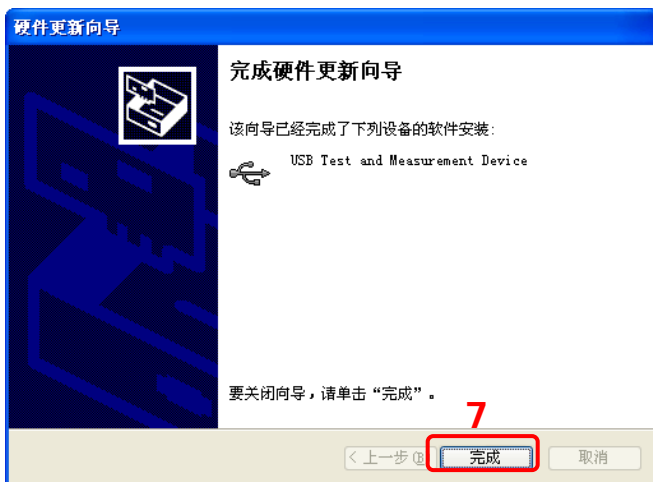 硬件更新向导
完成硬件更新向导
该向导已经完成了下列设备的软件安装:
USB Test and Measurement Device
要关闭向导，请单击“完成”。
7
<上一步(B) 完成 取消